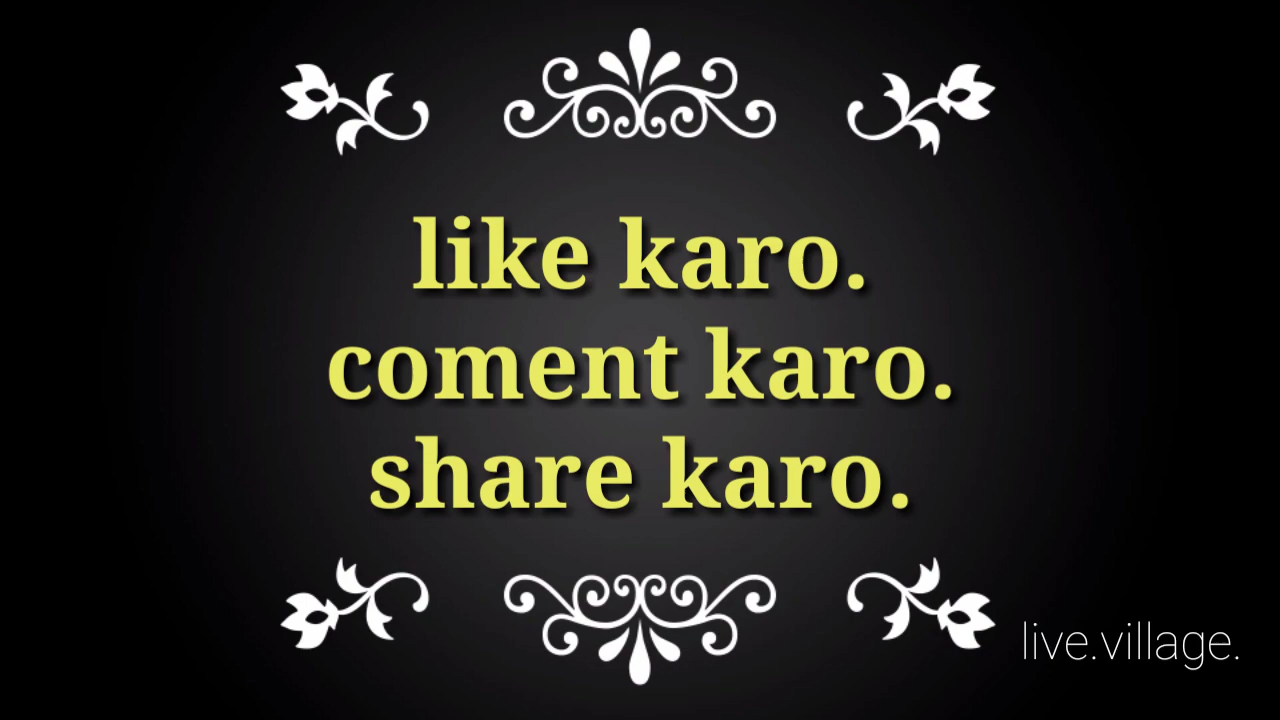 like karo.
coment karo.
share karo.
live.village.